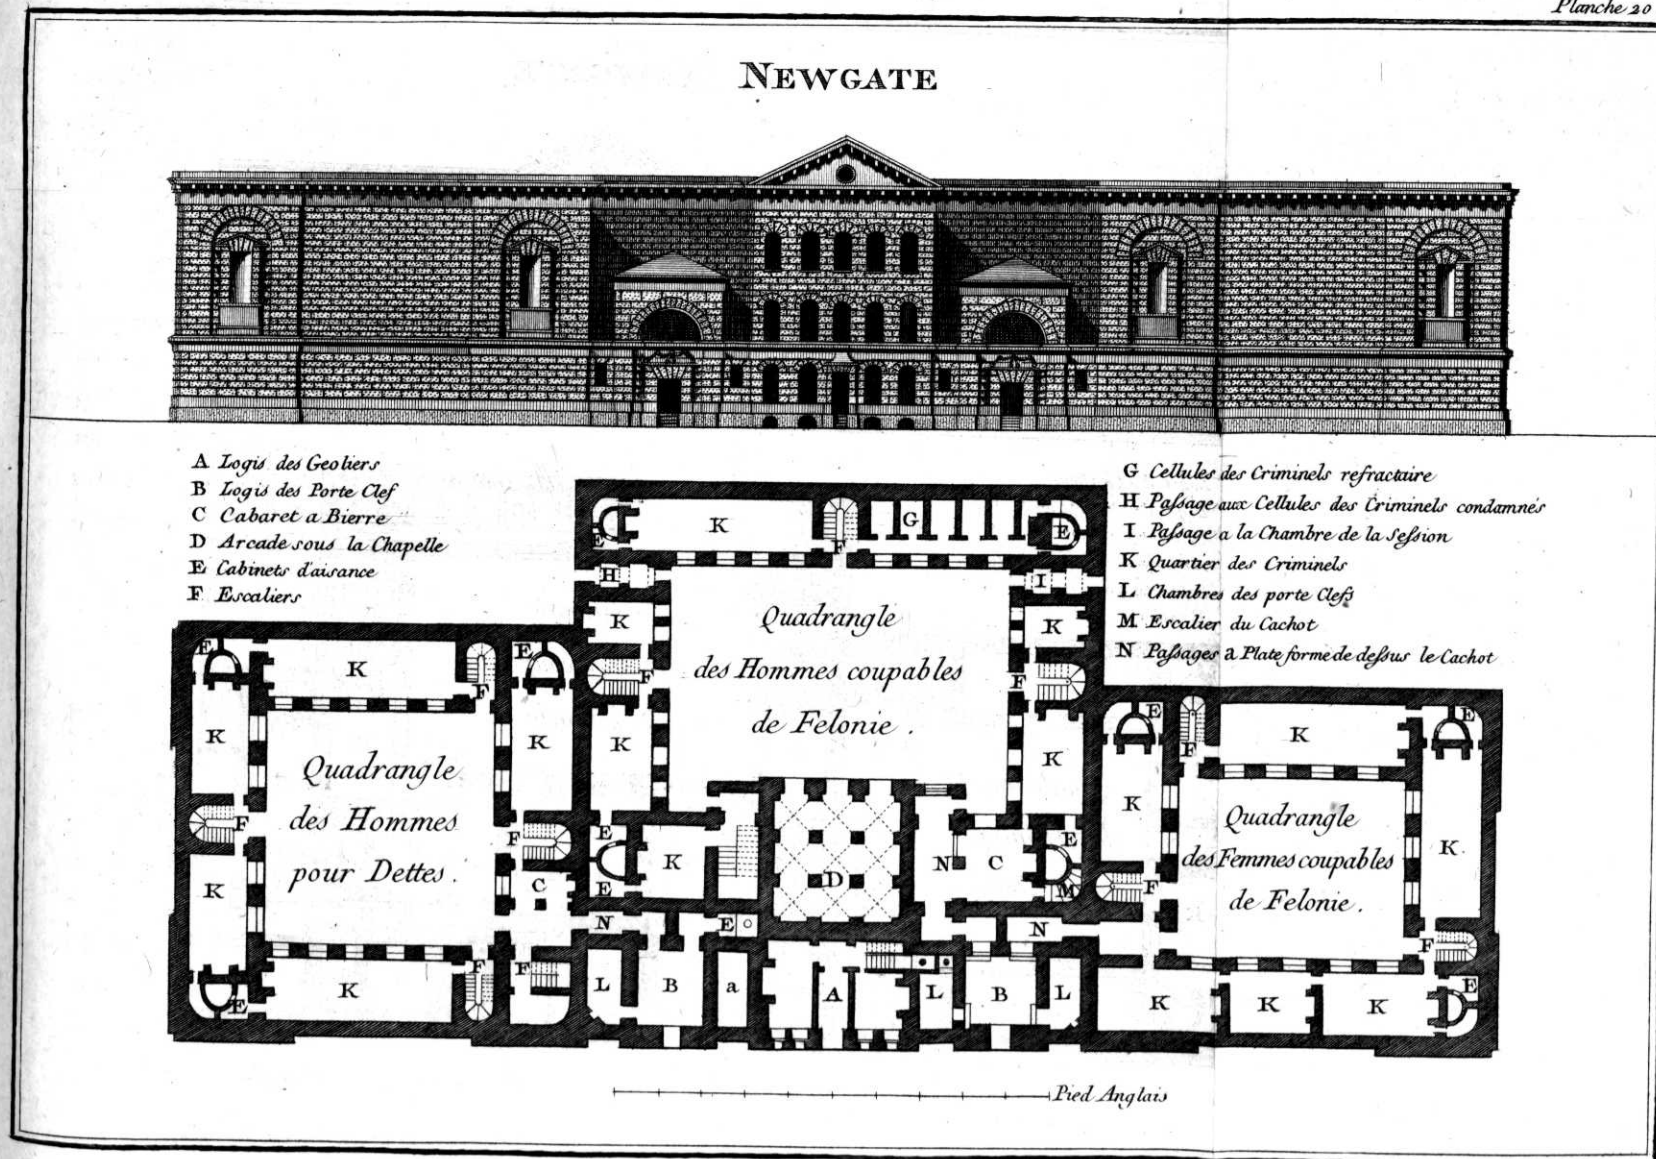 Planche 20
NEWGATE
A Logis des Geoliers
B Logis des Porte Clef
C Cabaret a Bierre
D Arcade sous la Chapelle
E Cabinets d'aisance
F Escaliers
G Cellules des Criminels refractaire
H Paſsage aux Cellules des Criminels condamnés
I Paſsage a la Chambre de la Seſsion
K Quartier des Criminels
L Chambres des porte Clefs
M Escalier du Cachot
N Paſsages a Plate forme de deſsus le Cachot
E K F G E
H I
K K
Quadrangle
des Hommes coupables
de Felonie .
F F
K K
E K F E
K K
Quadrangle
des Hommes
pour Dettes .
F F
K C
K F F
E
E K E
N E
D
N C E M
N
L B a A L B L
E F K E
K K
Quadrangle
des Femmes coupables
de Felonie .
F F
K K K E
Pied Anglais